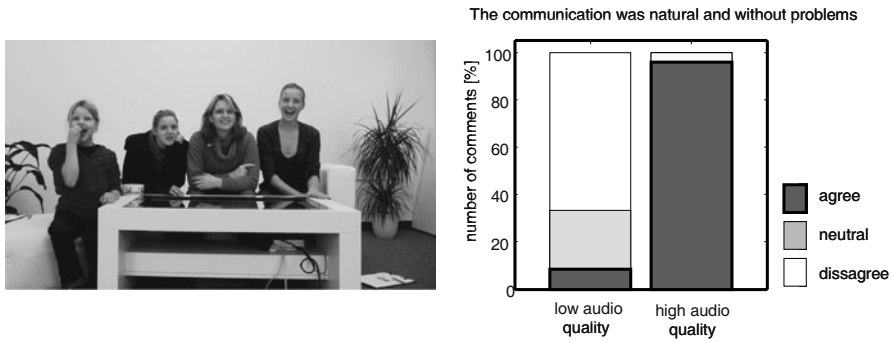 The communication was natural and without problems
number of comments [%]
100
80
60
40
20
0
low audio
quality
high audio
quality
agree
neutral
dissagree